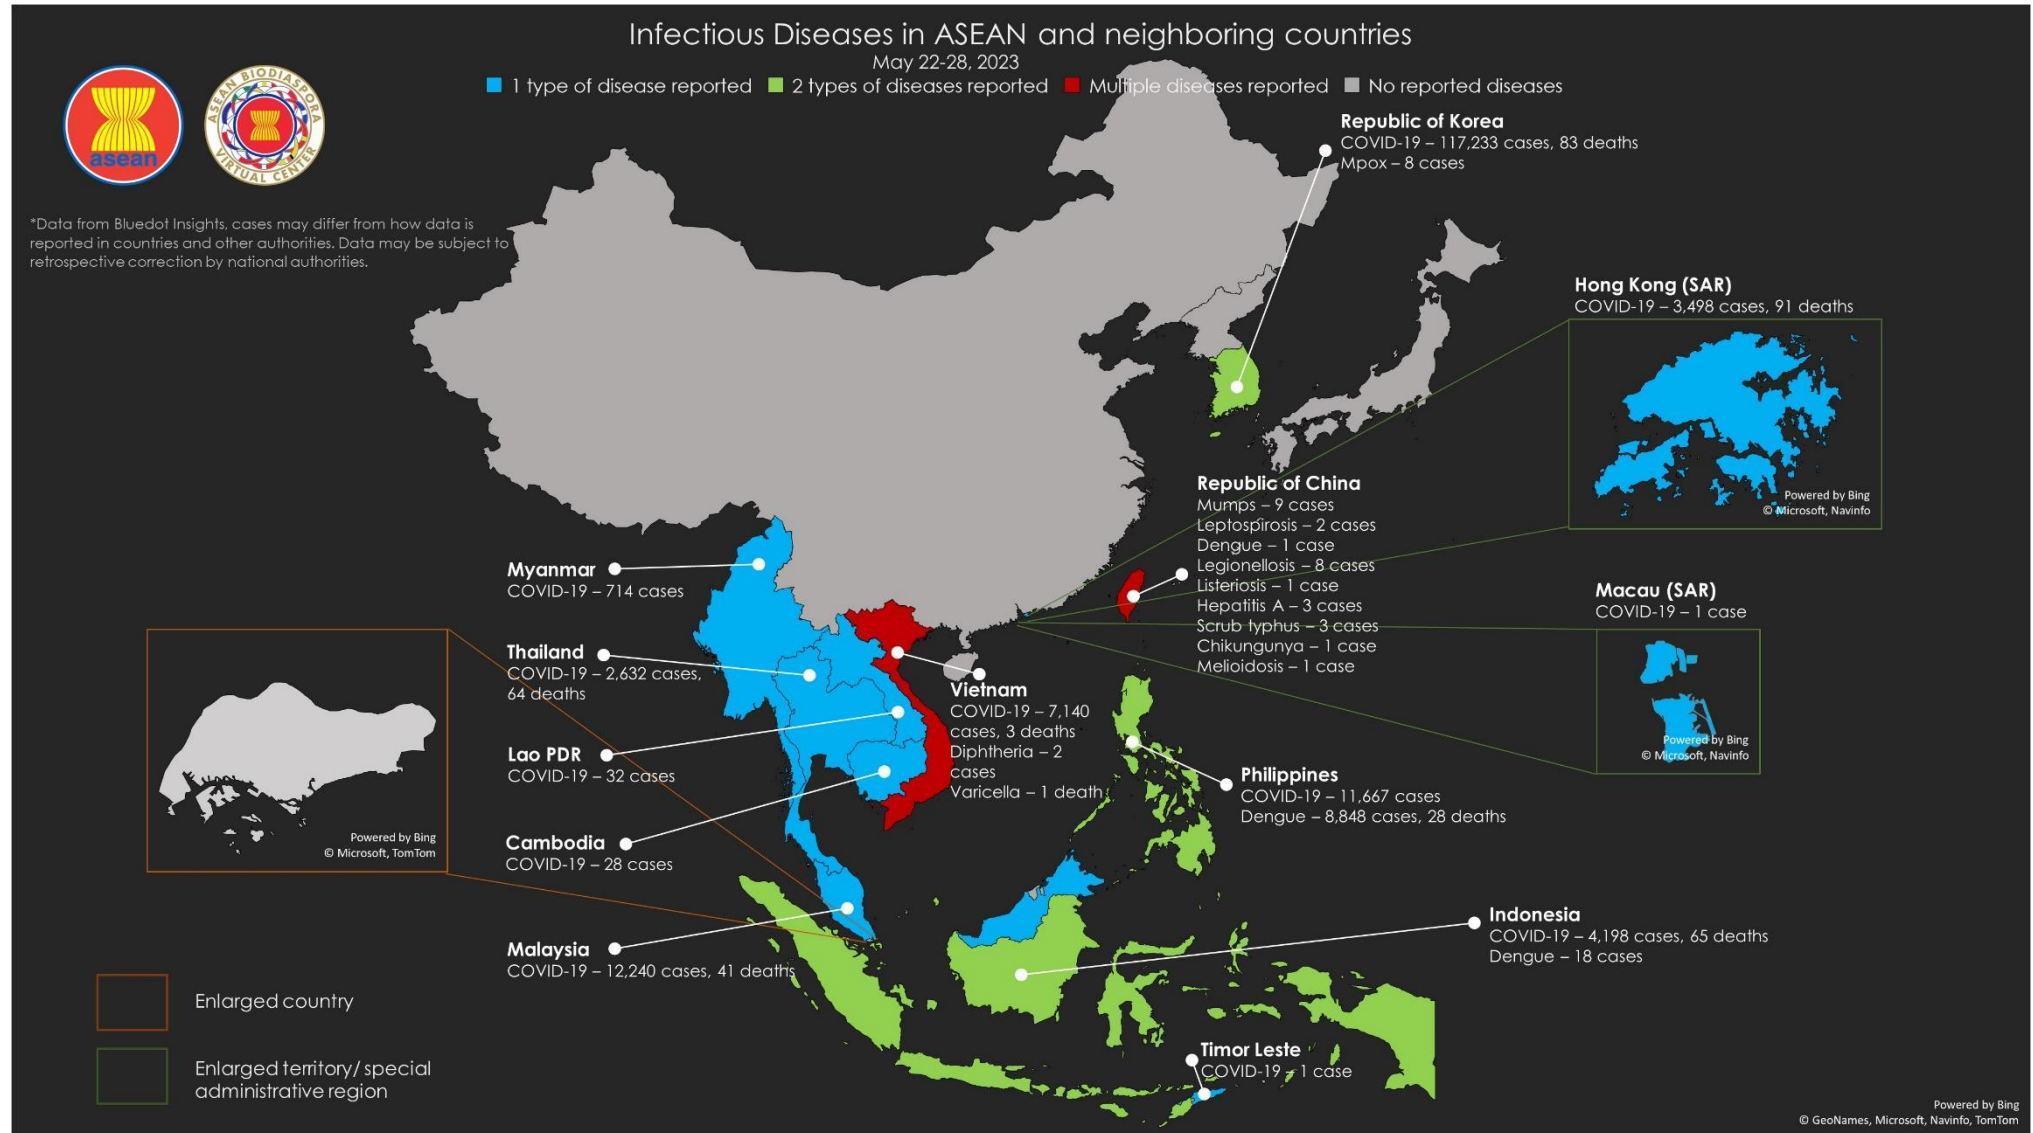 Infectious Diseases in ASEAN and neighboring countries
May 22-28, 2023
1 type of disease reported
2 types of diseases reported
Multiple diseases reported
No reported diseases
asean
ASEAN BIODIASPORA
VIRTUAL CENTER
*Data from Bluedot Insights, cases may differ from how data is
reported in countries and other authorities. Data may be subject to
retrospective correction by national authorities.
Republic of Korea
COVID-19 – 117,233 cases, 83 deaths
Mpox – 8 cases
Hong Kong (SAR)
COVID-19 – 3,498 cases, 91 deaths
Powered by Bing
© Microsoft, Navinfo
Republic of China
Mumps – 9 cases
Leptospirosis – 2 cases
Dengue – 1 case
Legionellosis – 8 cases
Listeriosis – 1 case
Hepatitis A – 3 cases
Scrub typhus – 3 cases
Chikungunya – 1 case
Melioidosis – 1 case
Macau (SAR)
COVID-19 – 1 case
Powered by Bing
© Microsoft, Navinfo
Myanmar
COVID-19 – 714 cases
Thailand
COVID-19 – 2,632 cases,
64 deaths
Vietnam
COVID-19 – 7,140
cases, 3 deaths
Diphtheria – 2
cases
Varicella – 1 death
Lao PDR
COVID-19 – 32 cases
Philippines
COVID-19 – 11,667 cases
Dengue – 8,848 cases, 28 deaths
Powered by Bing
© Microsoft, TomTom
Cambodia
COVID-19 – 28 cases
Malaysia
COVID-19 – 12,240 cases, 41 deaths
Indonesia
COVID-19 – 4,198 cases, 65 deaths
Dengue – 18 cases
Timor Leste
COVID-19 – 1 case
Enlarged country
Enlarged territory/ special
administrative region
Powered by Bing
© GeoNames, Microsoft, Navinfo, TomTom